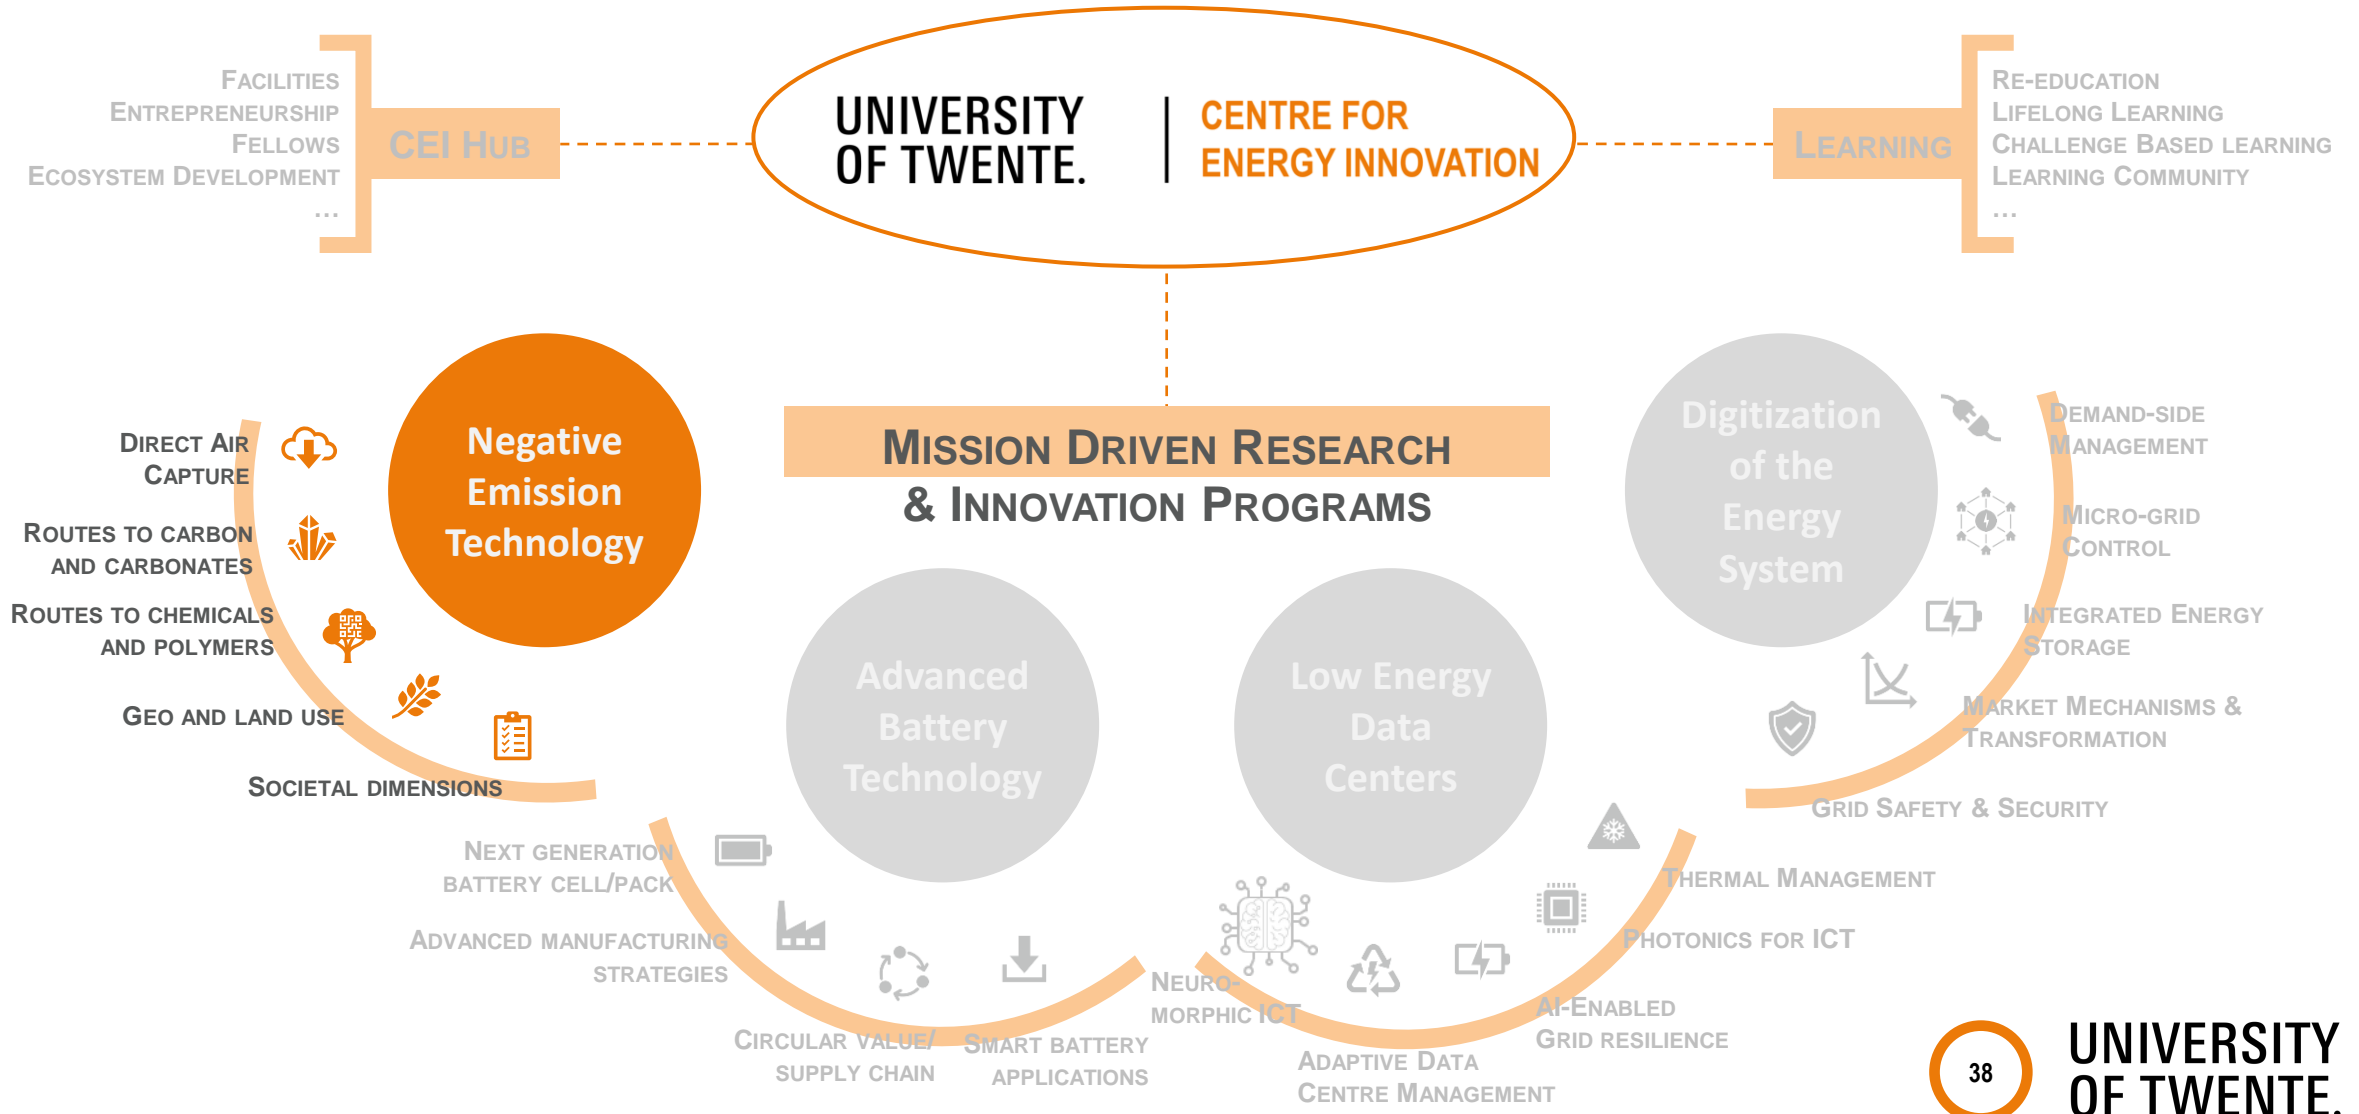 FACILITIES
ENTREPRENEURSHIP
FELLOWS
ECOSYSTEM DEVELOPMENT
...
CEI HUB
UNIVERSITY
OF TWENTE.
CENTRE FOR
ENERGY INNOVATION
LEARNING
RE-EDUCATION
LIFELONG LEARNING
CHALLENGE BASED LEARNING
LEARNING COMMUNITY
...
MISSION DRIVEN RESEARCH
& INNOVATION PROGRAMS
Negative
Emission
Technology
DIRECT AIR
CAPTURE
ROUTES TO CARBON
AND CARBONATES
ROUTES TO CHEMICALS
AND POLYMERS
GEO AND LAND USE
SOCIETAL DIMENSIONS
Advanced
Battery
Technology
NEXT GENERATION
BATTERY CELL/PACK
ADVANCED MANUFACTURING
STRATEGIES
CIRCULAR VALUE/
SUPPLY CHAIN
SMART BATTERY
APPLICATIONS
Low Energy
Data
Centers
NEURO-
MORPHIC ICT
ADAPTIVE DATA
CENTRE MANAGEMENT
AI-ENABLED
GRID RESILIENCE
PHOTONICS FOR ICT
THERMAL MANAGEMENT
Digitization
of the
Energy
System
DEMAND-SIDE
MANAGEMENT
MICRO-GRID
CONTROL
INTEGRATED ENERGY
STORAGE
MARKET MECHANISMS &
TRANSFORMATION
GRID SAFETY & SECURITY
38
UNIVERSITY
OF TWENTE.